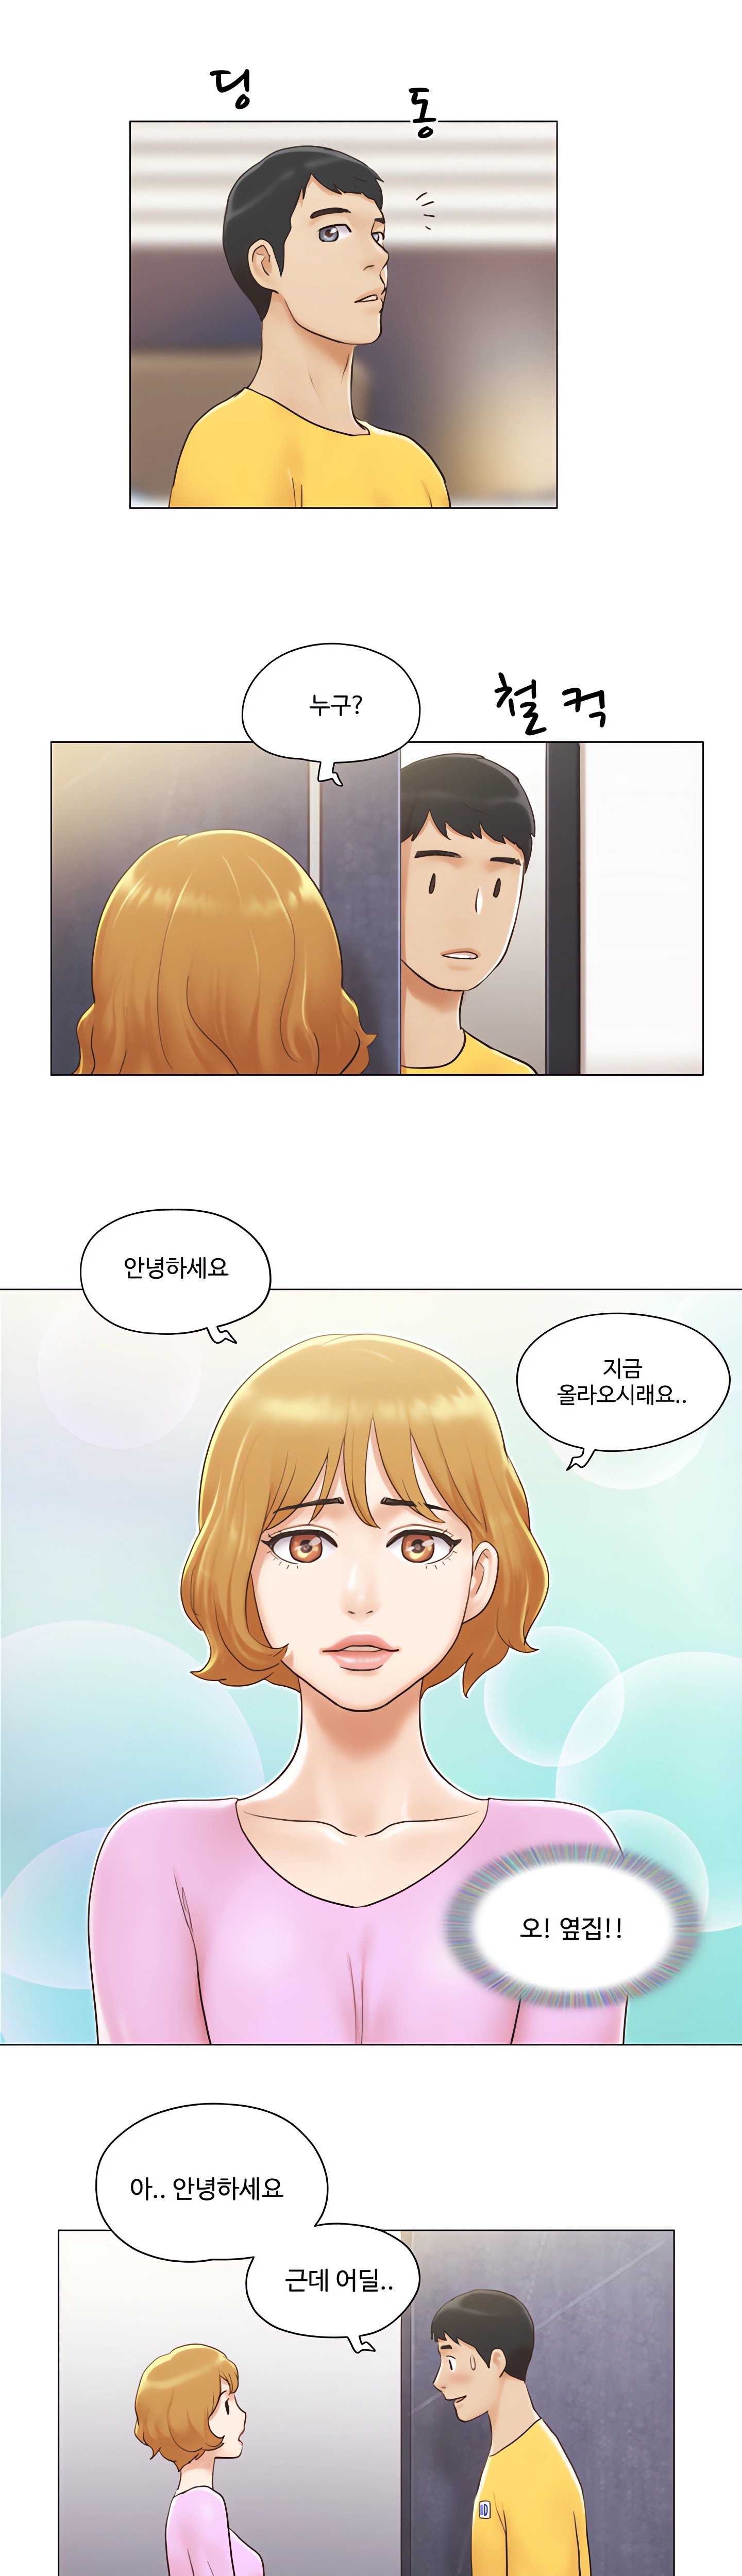 딩
동
누구?
철컥
안녕하세요
지금
올라오시래요..
오! 옆집!!
아.. 안녕하세요
근데 어딜..